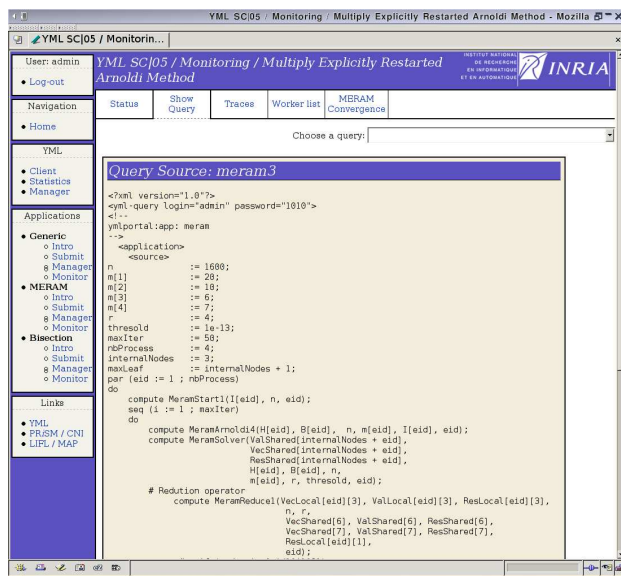 YML SC|05 / Monitoring / Multiply Explicitly Restarted Arnoldi Method - Mozilla
YML SC|05 / Monitorin...
User: admin
Log-out
Navigation
Home
YML
Client
Statistics
Manager
Applications
Generic
Intro
Submit
Manager
Monitor
MERAM
Intro
Submit
Manager
Monitor
Bisection
Intro
Submit
Manager
Monitor
Links
YML
PRiSM / CNI
LIFL / MAP
YML SC|05 / Monitoring / Multiply Explicitly Restarted
Arnoldi Method
INSTITUT NATIONAL
DE RECHERCHE
EN INFORMATIQUE
ET EN AUTOMATIQUE
INRIA
Status
Show Query
Traces
Worker list
MERAM Convergence
Choose a query:
Query Source: meram3
<?xml version="1.0"?>
<yml-query login="admin" password="1010">
<!--
ymlportal:app: meram
-->
<application>
<source>
n := 1600;
m[1] := 20;
m[2] := 10;
m[3] := 6;
m[4] := 7;
r := 4;
thresold := 1e-13;
maxIter := 50;
nbProcess := 4;
internalNodes := 3;
maxLeaf := internalNodes + 1;
par (eid := 1 ; nbProcess)
do
compute MeramStart1(I[eid], n, eid);
seq (i := 1 ; maxIter)
do
compute MeramArnoldi4(H[eid], B[eid], n, m[eid], I[eid], eid);
compute MeramSolver(ValShared[internalNodes + eid],
VecShared[internalNodes + eid],
ResShared[internalNodes + eid],
H[eid], B[eid], n,
m[eid], r, thresold, eid);
# Redution operator
compute MeramReduce1(VecLocal[eid][3], ValLocal[eid][3], ResLocal[eid][3],
n, r,
VecShared[6], ValShared[6], ResShared[6],
VecShared[7], ValShared[7], ResShared[7],
ResLocal[eid][1],
eid);